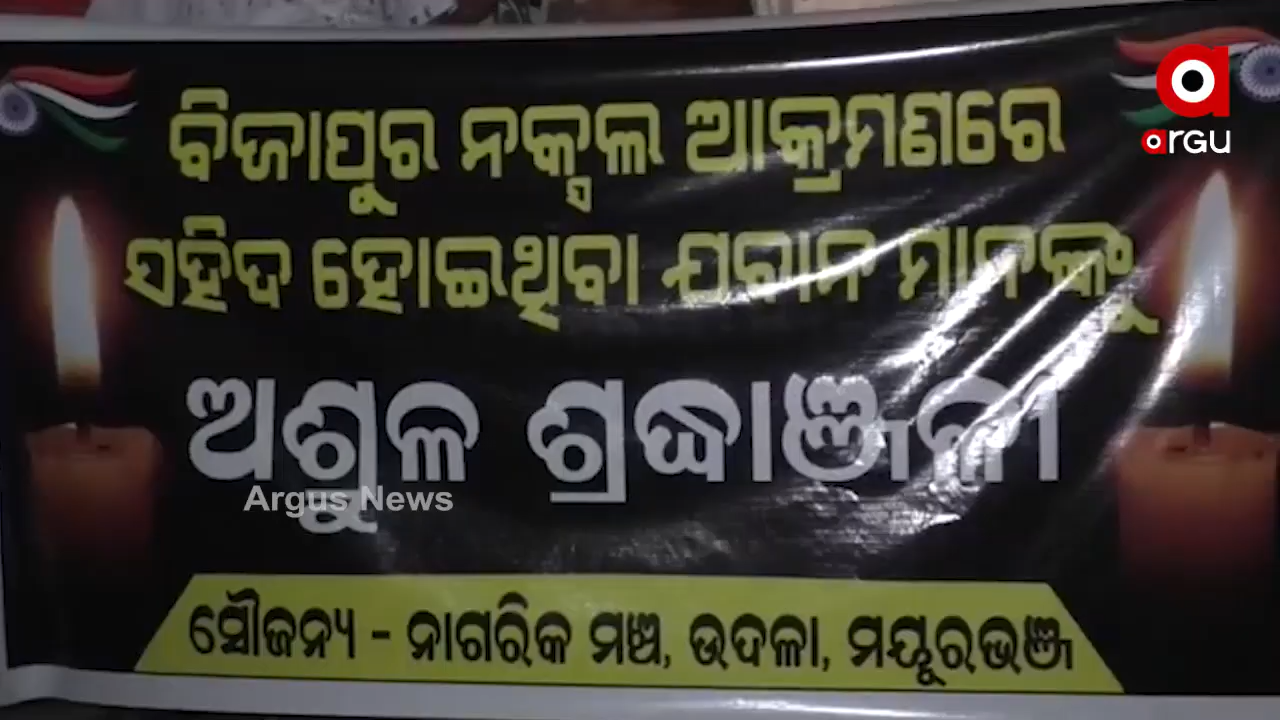 ବିଜାପୁର ନକ୍ସଲ ଆକ୍ରମଣରେ
ସହିଦ ହୋଇଥିବା ଯବାନ ମାନଙ୍କୁ
ଅଶ୍ରୁଳ ଶ୍ରଦ୍ଧାଞ୍ଜଳୀ
ସୌଜନ୍ୟ - ନାଗରିକ ମଞ୍ଚ, ଉଦଳା, ମୟୂରଭଞ୍ଜ
Argus News
argu